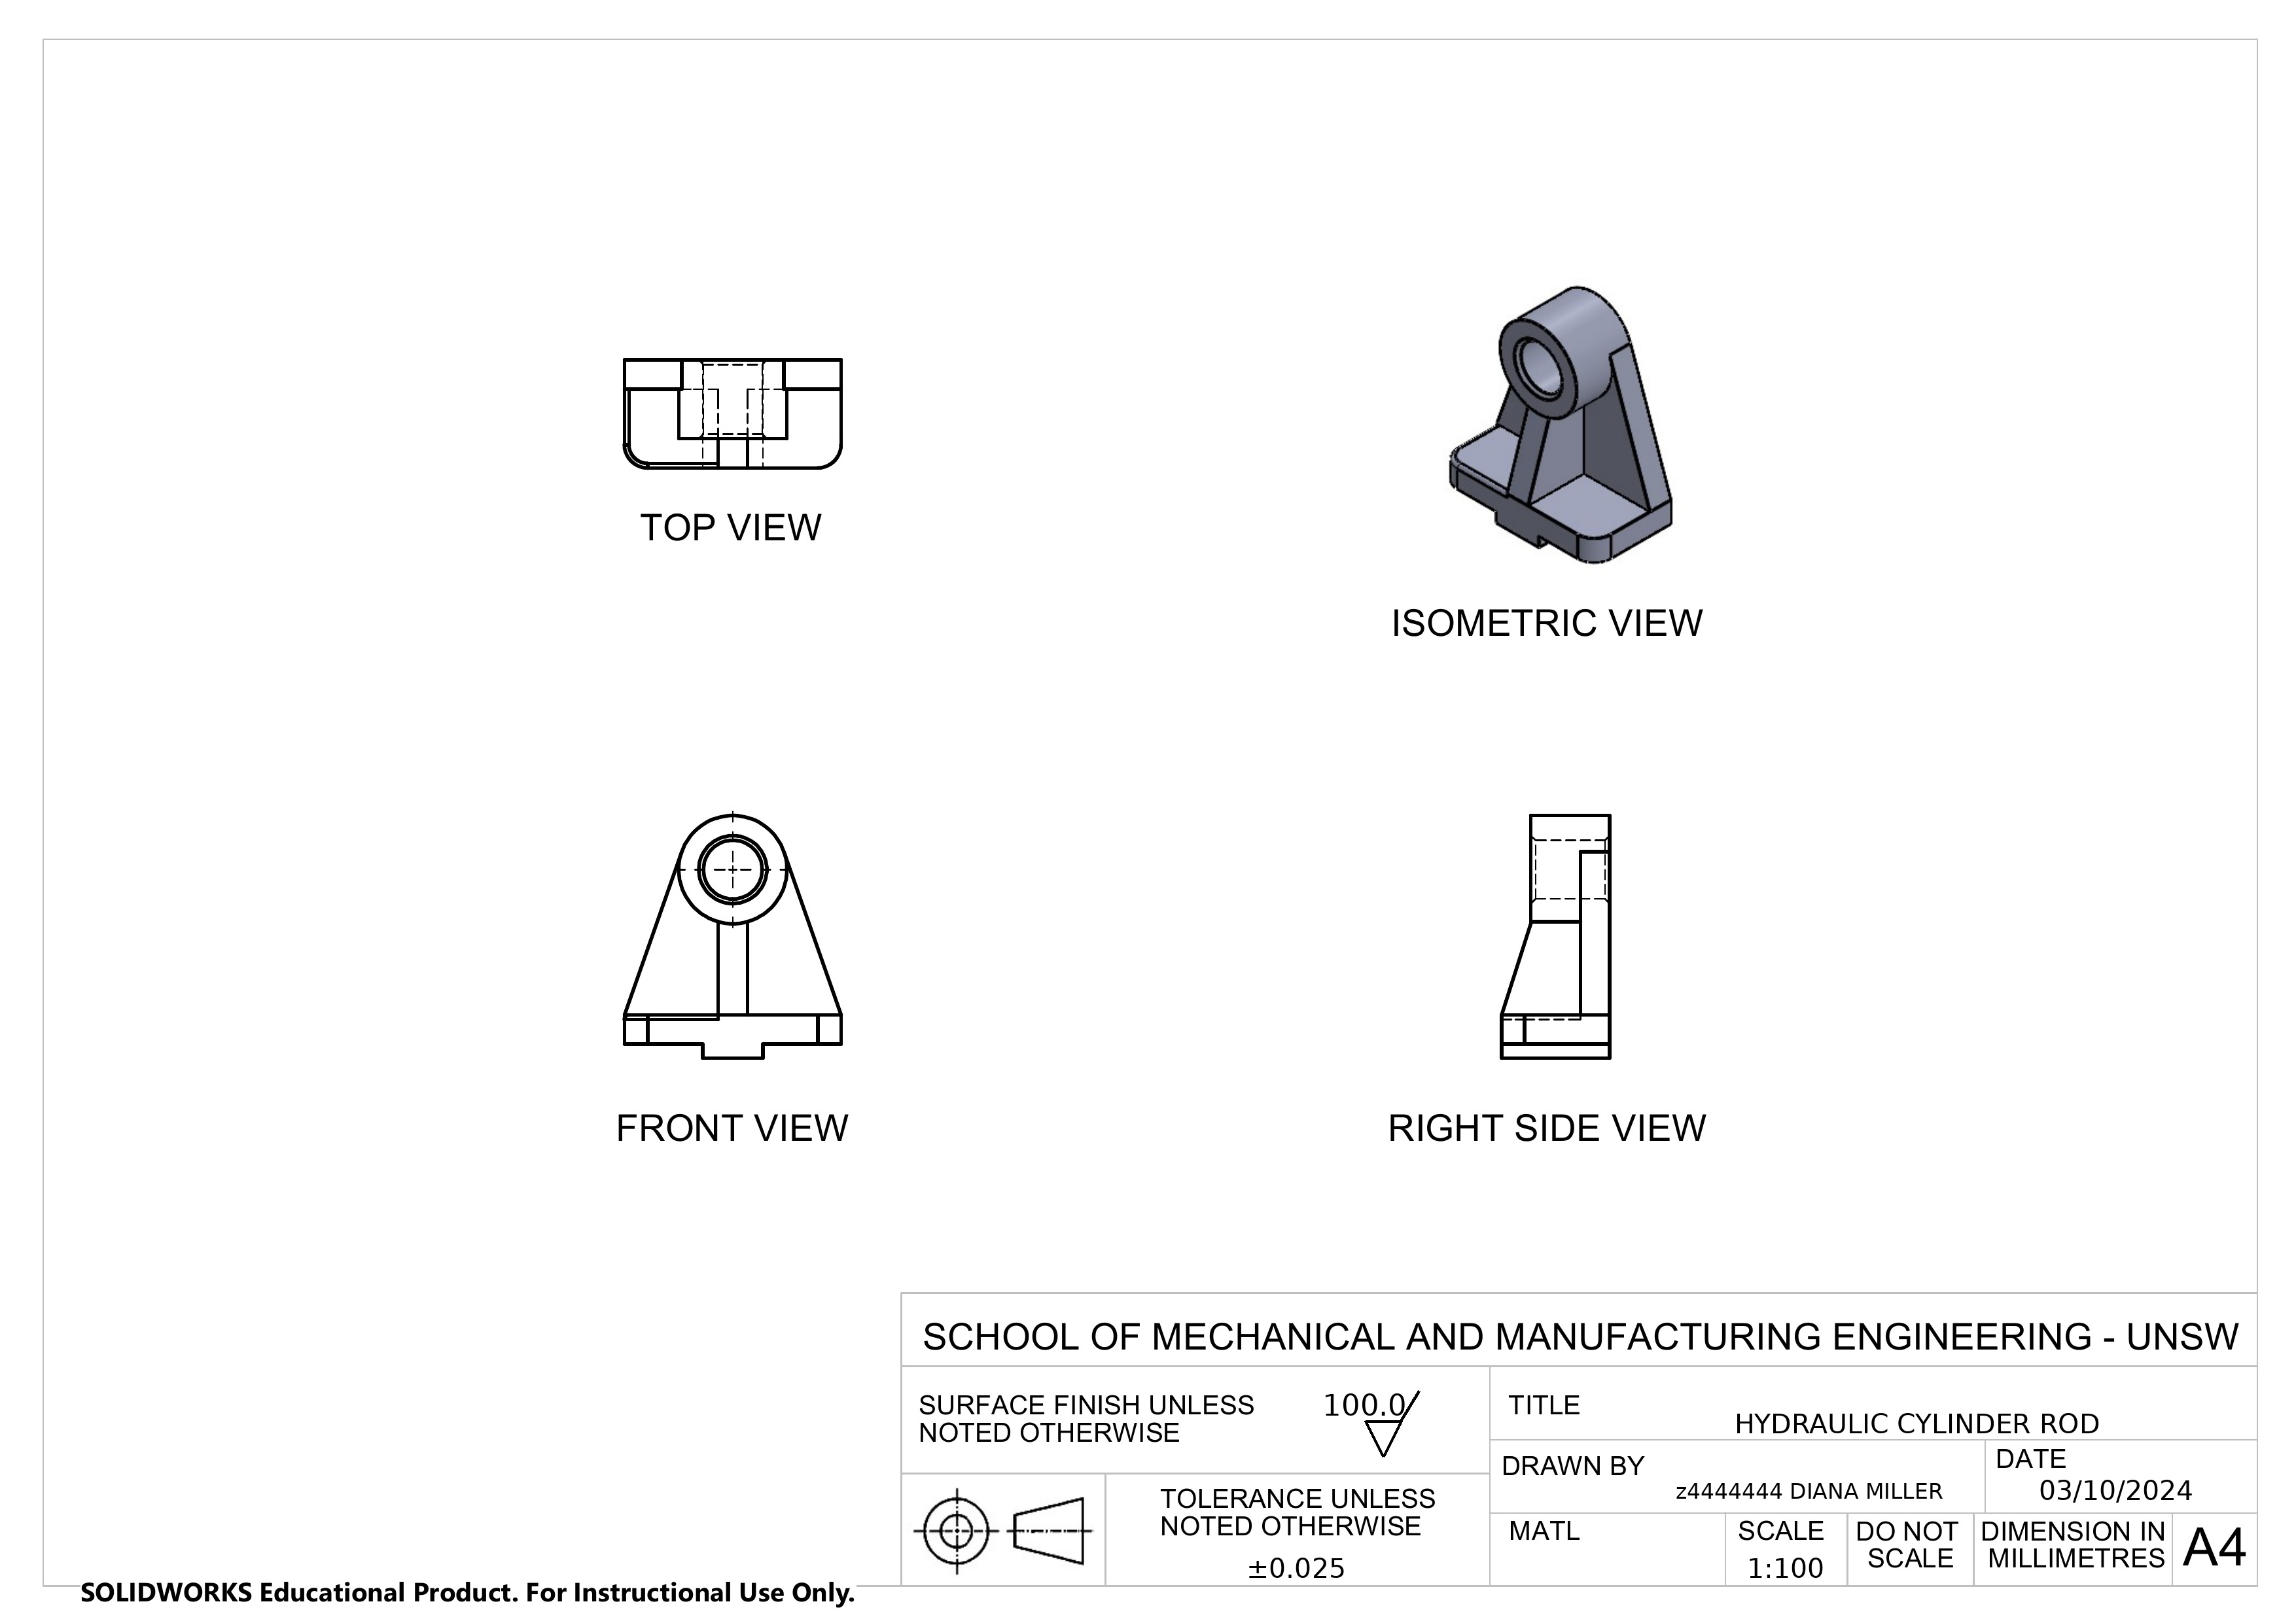 TOP VIEW
ISOMETRIC VIEW
FRONT VIEW
RIGHT SIDE VIEW
SCHOOL OF MECHANICAL AND MANUFACTURING ENGINEERING - UNSW
SURFACE FINISH UNLESS
NOTED OTHERWISE
100.0
TITLE
HYDRAULIC CYLINDER ROD
DRAWN BY
z4444444 DIANA MILLER
DATE
03/10/2024
TOLERANCE UNLESS
NOTED OTHERWISE
±0.025
MATL
SCALE
1:100
DO NOT
SCALE
DIMENSION IN
MILLIMETRES
A4
SOLIDWORKS Educational Product. For Instructional Use Only.